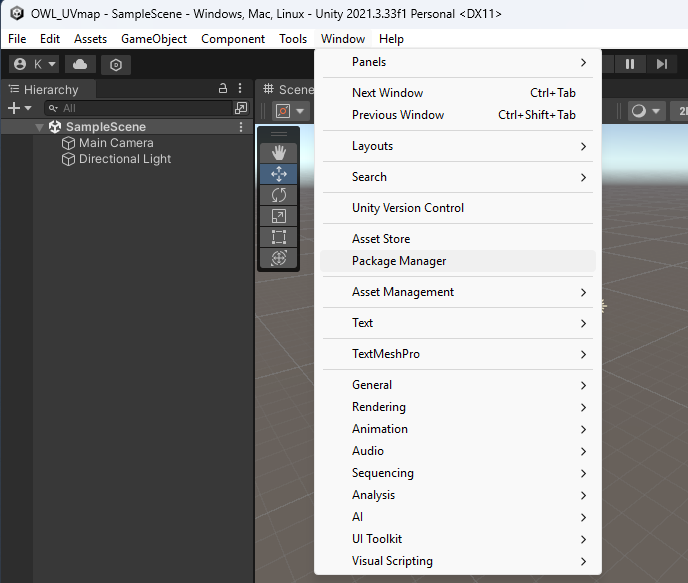 OWL_UVmap - SampleScene - Windows, Mac, Linux - Unity 2021.3.33f1 Personal <DX11>
File Edit Assets GameObject Component Tools Window Help
K
Hierarchy
All
SampleScene
Main Camera
Directional Light
Scene
2D
Panels
Next Window Ctrl+Tab
Previous Window Ctrl+Shift+Tab
Layouts
Search
Unity Version Control
Asset Store
Package Manager
Asset Management
Text
TextMeshPro
General
Rendering
Animation
Audio
Sequencing
Analysis
AI
UI Toolkit
Visual Scripting